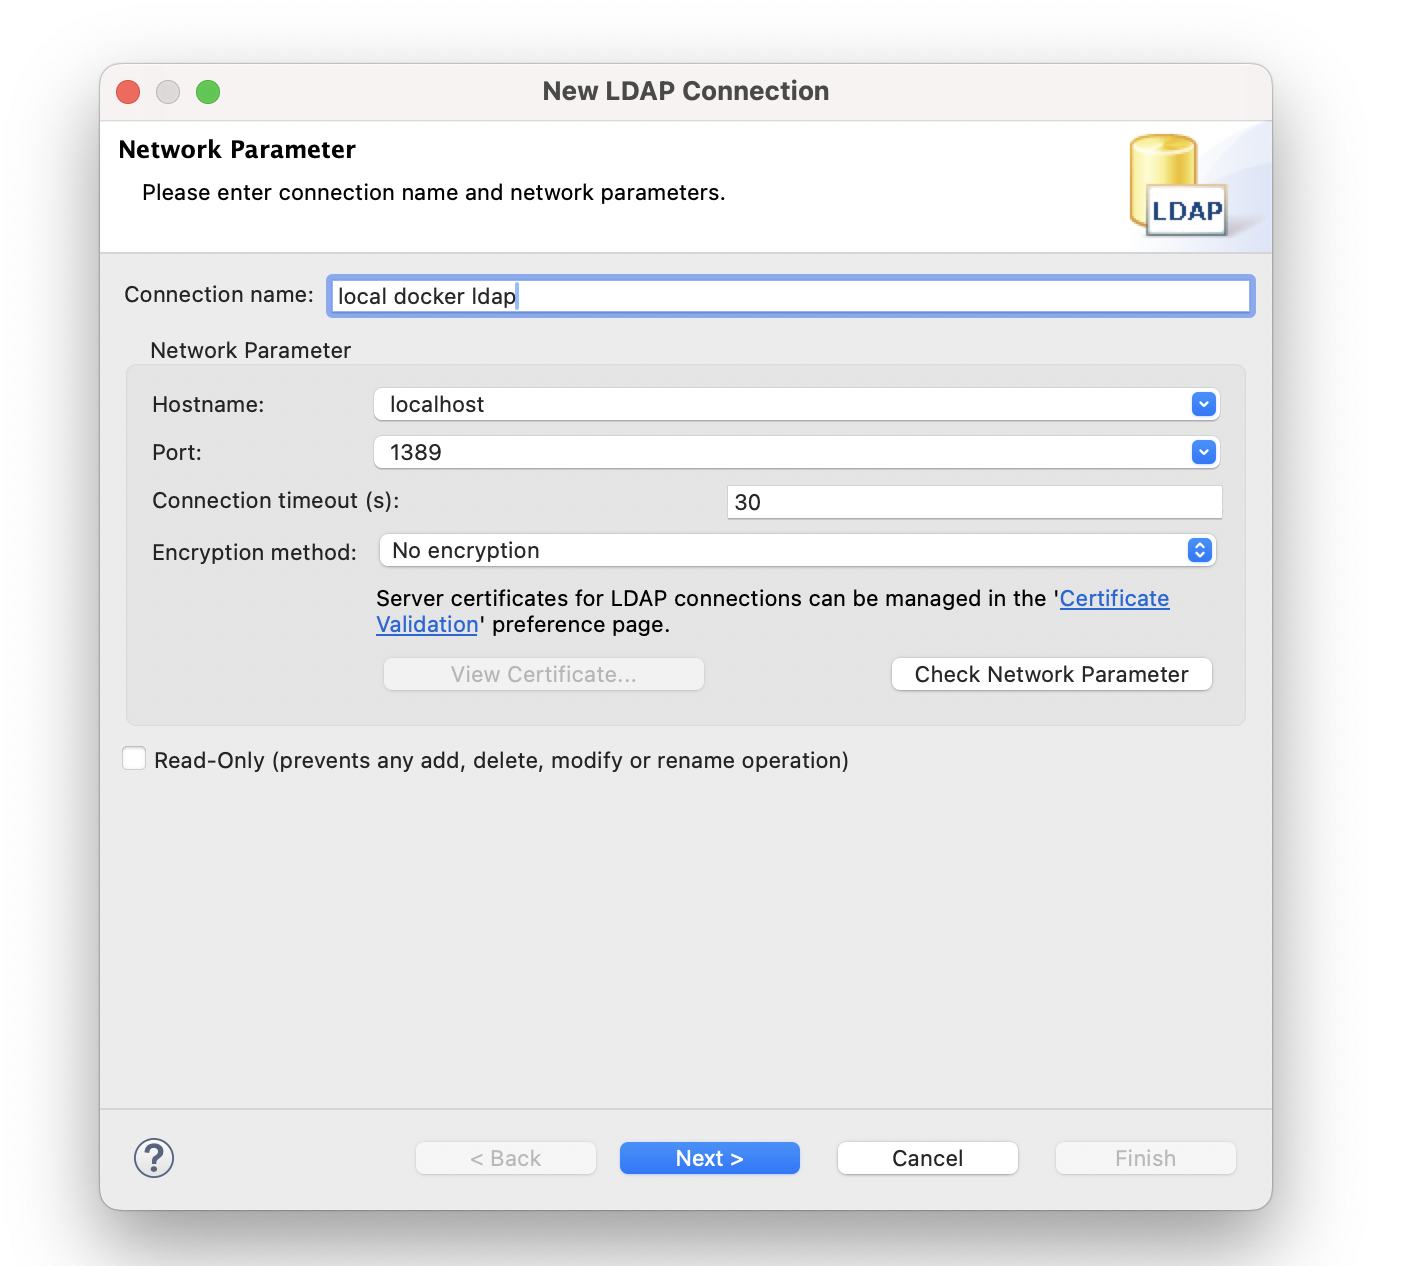 New LDAP Connection
Network Parameter
Please enter connection name and network parameters.
LDAP
Connection name: local docker ldap
Network Parameter
Hostname: localhost
Port: 1389
Connection timeout (s): 30
Encryption method: No encryption
Server certificates for LDAP connections can be managed in the 'Certificate
Validation' preference page.
View Certificate... Check Network Parameter
Read-Only (prevents any add, delete, modify or rename operation)
? < Back Next > Cancel Finish